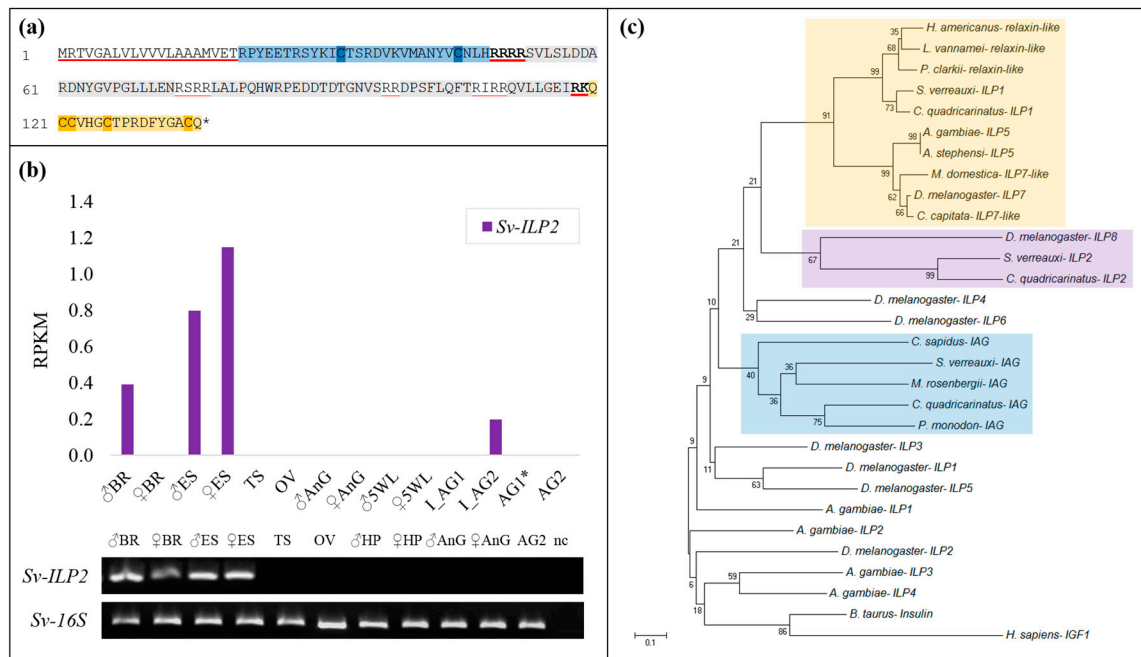 (a)
1 MRTVGALVLVVVLAAAMVETRPYEETRSYKICTSRDVKVMANYVCNLHRRRRSVLSLDDA
61 RDNYGVPGLLLENRSRRLALPQHWRPEDDTDTGNVSRRDPSFLQFTRIRRQVLLGEIRKQ
121 CCVHGCTPRDFYGACQ*
(b)
Sv-ILP2
RPKM
1.4
1.2
1.0
0.8
0.6
0.4
0.2
0.0
♂BR ♀BR ♂ES ♀ES TS OV ♂AnG ♀AnG ♂5WL ♀5WL I_AG1 I_AG2 AG1* AG2
♂BR ♀BR ♂ES ♀ES TS OV ♂HP ♀HP ♂AnG ♀AnG AG2 nc
Sv-ILP2
Sv-16S
(c)
H. americanus- relaxin-like
L. vannamei- relaxin-like
P. clarkii- relaxin-like
S. verreauxi- ILP1
C. quadricarinatus- ILP1
A. gambiae- ILP5
A. stephensi- ILP5
M. domestica- ILP7-like
D. melanogaster- ILP7
C. capitata- ILP7-like
D. melanogaster- ILP8
S. verreauxi- ILP2
C. quadricarinatus- ILP2
D. melanogaster- ILP4
D. melanogaster- ILP6
C. sapidus- IAG
S. verreauxi- IAG
M. rosenbergii- IAG
C. quadricarinatus- IAG
P. monodon- IAG
D. melanogaster- ILP3
D. melanogaster- ILP1
D. melanogaster- ILP5
A. gambiae- ILP1
A. gambiae- ILP2
D. melanogaster- ILP2
A. gambiae- ILP3
A. gambiae- ILP4
B. taurus- Insulin
H. sapiens- IGF1
35
68
99
73
91
98
99
62
66
21
67
99
21
29
10
40
36
36
75
9
11
63
9
6
59
18
86
0.1